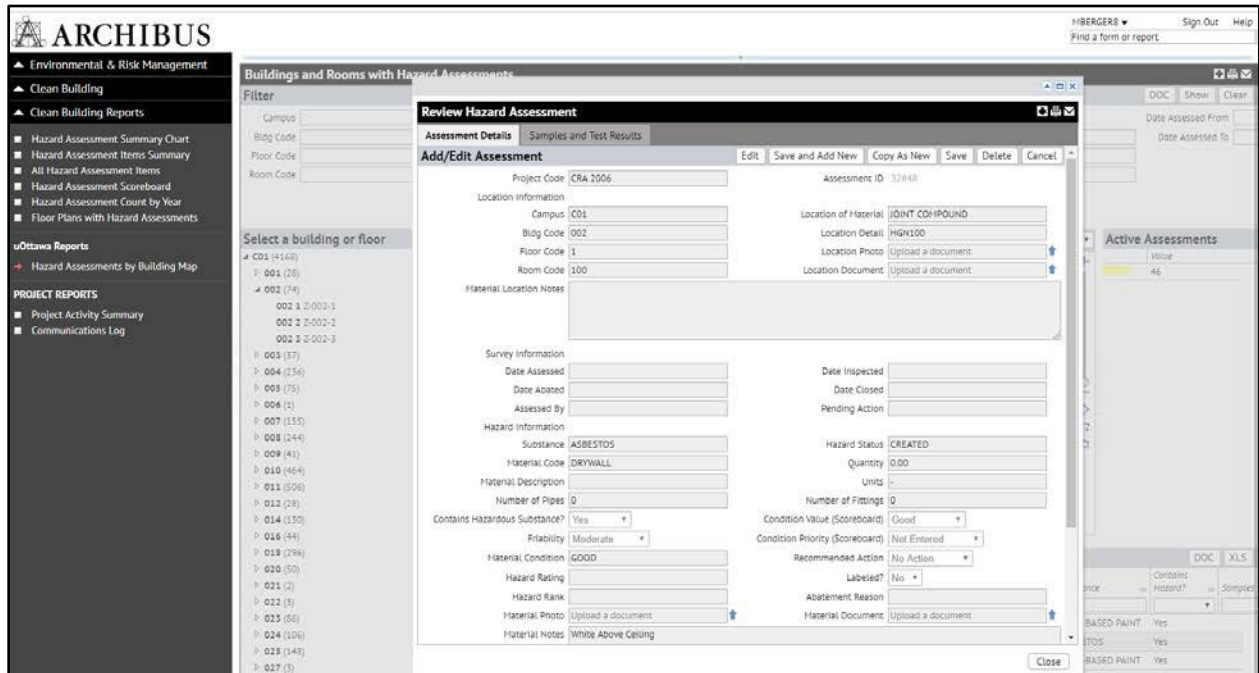 ARCHIBUS
MBERGER8 Sign Out Help
Find a form or report
Environmental & Risk Management
Clean Building
Clean Building Reports
Hazard Assessment Summary Chart
Hazard Assessment Items Summary
All Hazard Assessment Items
Hazard Assessment Scoreboard
Hazard Assessment Count by Year
Floor Plans with Hazard Assessments
uOttawa Reports
Hazard Assessments by Building Map
PROJECT REPORTS
Project Activity Summary
Communications Log
Buildings and Rooms with Hazard Assessments
Filter
DOC Show Clear
Campus
Bldg Code
Floor Code
Room Code
Date Assessed From
Date Assessed To
Select a building or floor
C01 (4168)
001 (28)
002 (74)
002 1 Z-002-1
002 2 Z-002-2
002 3 Z-002-3
003 (37)
004 (236)
005 (75)
006 (1)
007 (155)
008 (244)
009 (41)
010 (464)
011 (506)
012 (28)
014 (130)
016 (44)
018 (296)
020 (50)
021 (2)
022 (3)
023 (86)
024 (106)
025 (148)
027 (3)
Review Hazard Assessment
Assessment Details Samples and Test Results
Add/Edit Assessment Edit Save and Add New Copy As New Save Delete Cancel
Project Code CRA 2006 Assessment ID 32848
Location Information
Campus C01 Location of Material JOINT COMPOUND
Bldg Code 002 Location Detail HGN100
Floor Code 1 Location Photo Upload a document
Room Code 100 Location Document Upload a document
Material Location Notes
Survey Information
Date Assessed Date Inspected
Date Abated Date Closed
Assessed By Pending Action
Hazard Information
Substance ASBESTOS Hazard Status CREATED
Material Code DRYWALL Quantity 0.00
Material Description Units -
Number of Pipes 0 Number of Fittings 0
Contains Hazardous Substance? Yes Condition Value (Scoreboard) Good
Friability Moderate Condition Priority (Scoreboard) Not Entered
Material Condition GOOD Recommended Action No Action
Hazard Rating Labeled? No
Hazard Rank Abatement Reason
Material Photo Upload a document Material Document Upload a document
Material Notes White Above Ceiling
Close
Active Assessments
Value
46
DOC XLS
Contains Hazard? Samples
BASED PAINT Yes
STOS Yes
BASED PAINT Yes